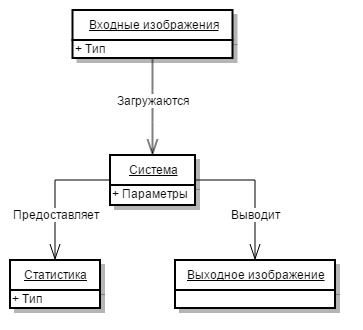 Входные изображения
+ Тип
Загружаются
Система
+ Параметры
Предоставляет
Выводит
Статистика
+ Тип
Выходное изображение